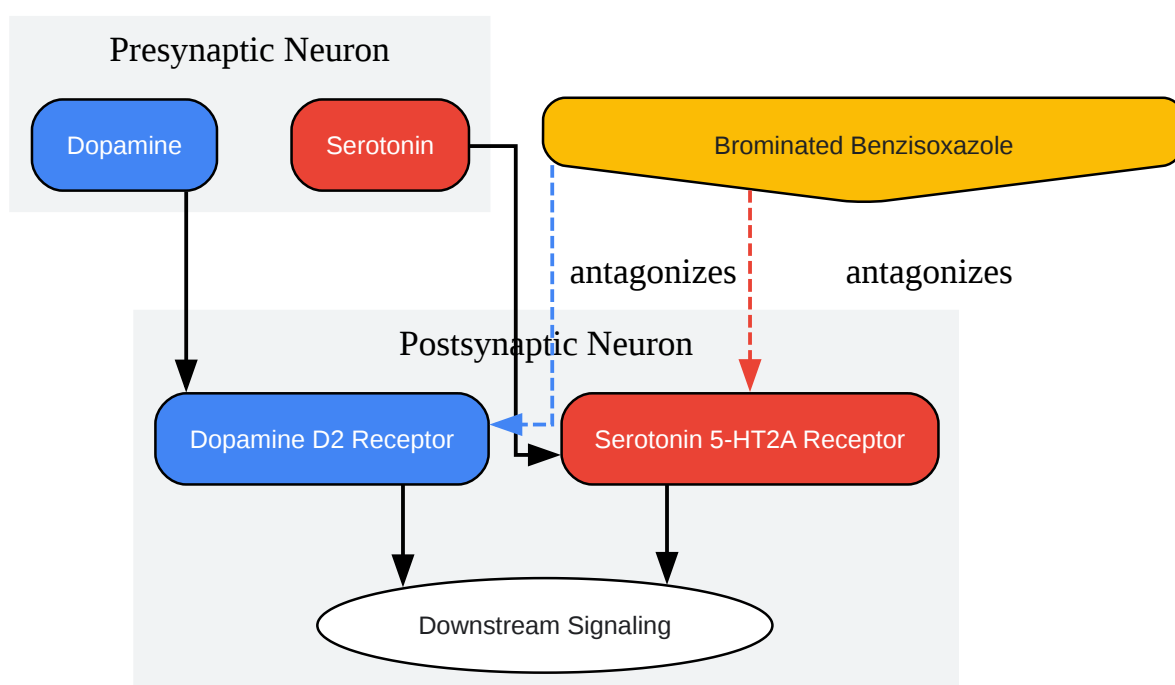 Presynaptic Neuron
Dopamine
Serotonin
Brominated Benzisoxazole
antagonizes
antagonizes
Postsynaptic Neuron
Dopamine D2 Receptor
Serotonin 5-HT2A Receptor
Downstream Signaling